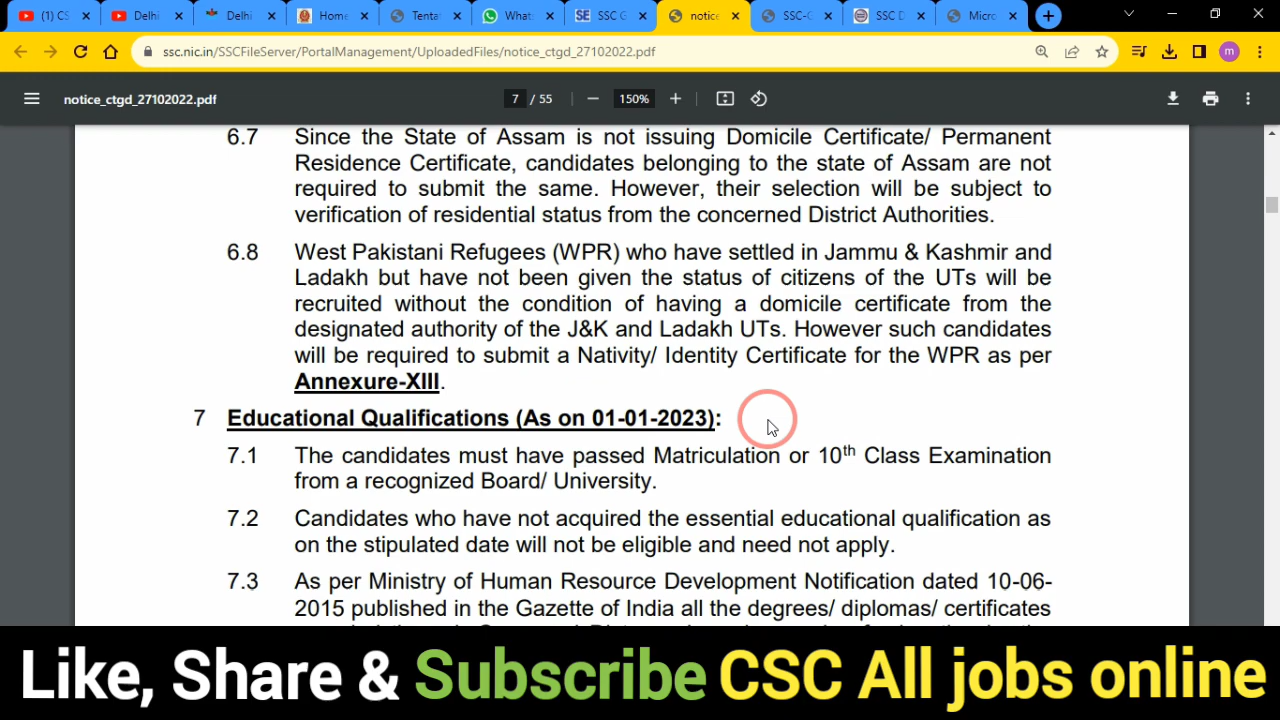 (1) CS
Delhi
Delhi
Home
Tenta
Whats
SSC G
notice
SSC-C
SSC D
Micro
ssc.nic.in/SSCFileServer/PortalManagement/UploadedFiles/notice_ctgd_27102022.pdf
m
notice_ctgd_27102022.pdf
7 / 55
150%
6.7 Since the State of Assam is not issuing Domicile Certificate/ Permanent
Residence Certificate, candidates belonging to the state of Assam are not
required to submit the same. However, their selection will be subject to
verification of residential status from the concerned District Authorities.
6.8 West Pakistani Refugees (WPR) who have settled in Jammu & Kashmir and
Ladakh but have not been given the status of citizens of the UTs will be
recruited without the condition of having a domicile certificate from the
designated authority of the J&K and Ladakh UTs. However such candidates
will be required to submit a Nativity/ Identity Certificate for the WPR as per
Annexure-XIII.
7 Educational Qualifications (As on 01-01-2023):
7.1 The candidates must have passed Matriculation or 10th Class Examination
from a recognized Board/ University.
7.2 Candidates who have not acquired the essential educational qualification as
on the stipulated date will not be eligible and need not apply.
7.3 As per Ministry of Human Resource Development Notification dated 10-06-
2015 published in the Gazette of India all the degrees/ diplomas/ certificates
Like, Share & Subscribe CSC All jobs online